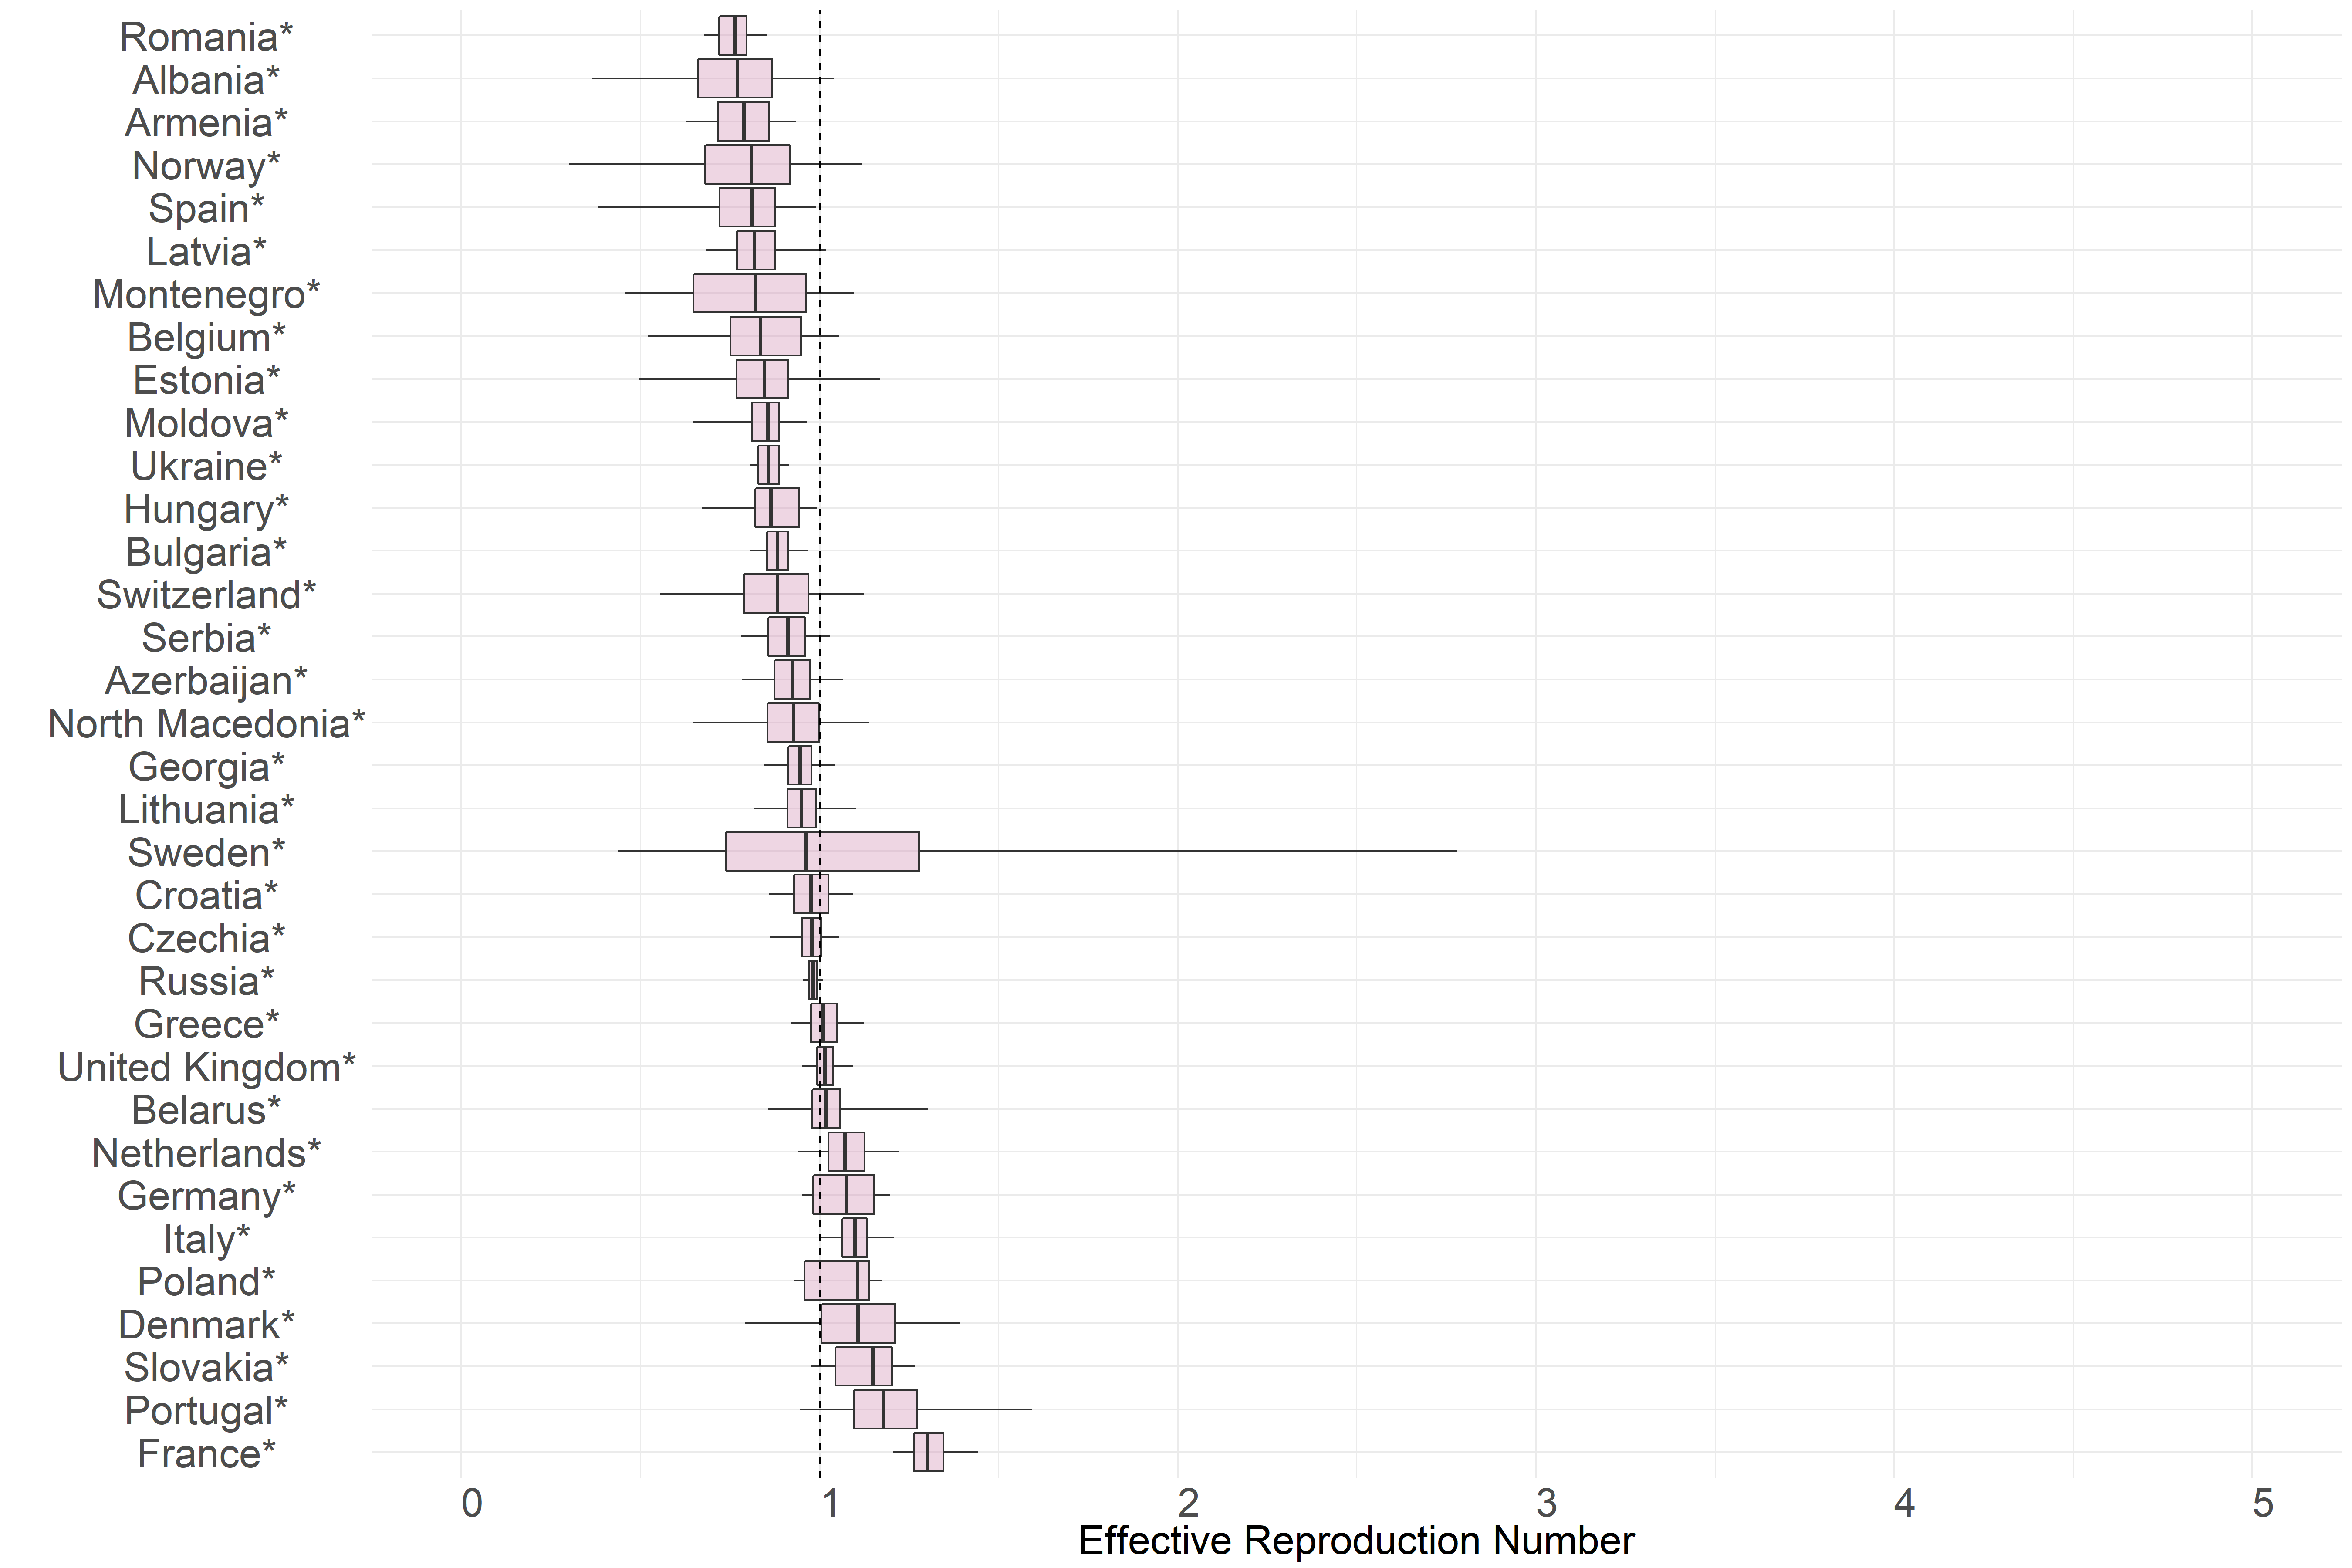 Romania*
Albania*
Armenia*
Norway*
Spain*
Latvia*
Montenegro*
Belgium*
Estonia*
Moldova*
Ukraine*
Hungary*
Bulgaria*
Switzerland*
Serbia*
Azerbaijan*
North Macedonia*
Georgia*
Lithuania*
Sweden*
Croatia*
Czechia*
Russia*
Greece*
United Kingdom*
Belarus*
Netherlands*
Germany*
Italy*
Poland*
Denmark*
Slovakia*
Portugal*
France*
0 1 2 3 4 5
Effective Reproduction Number